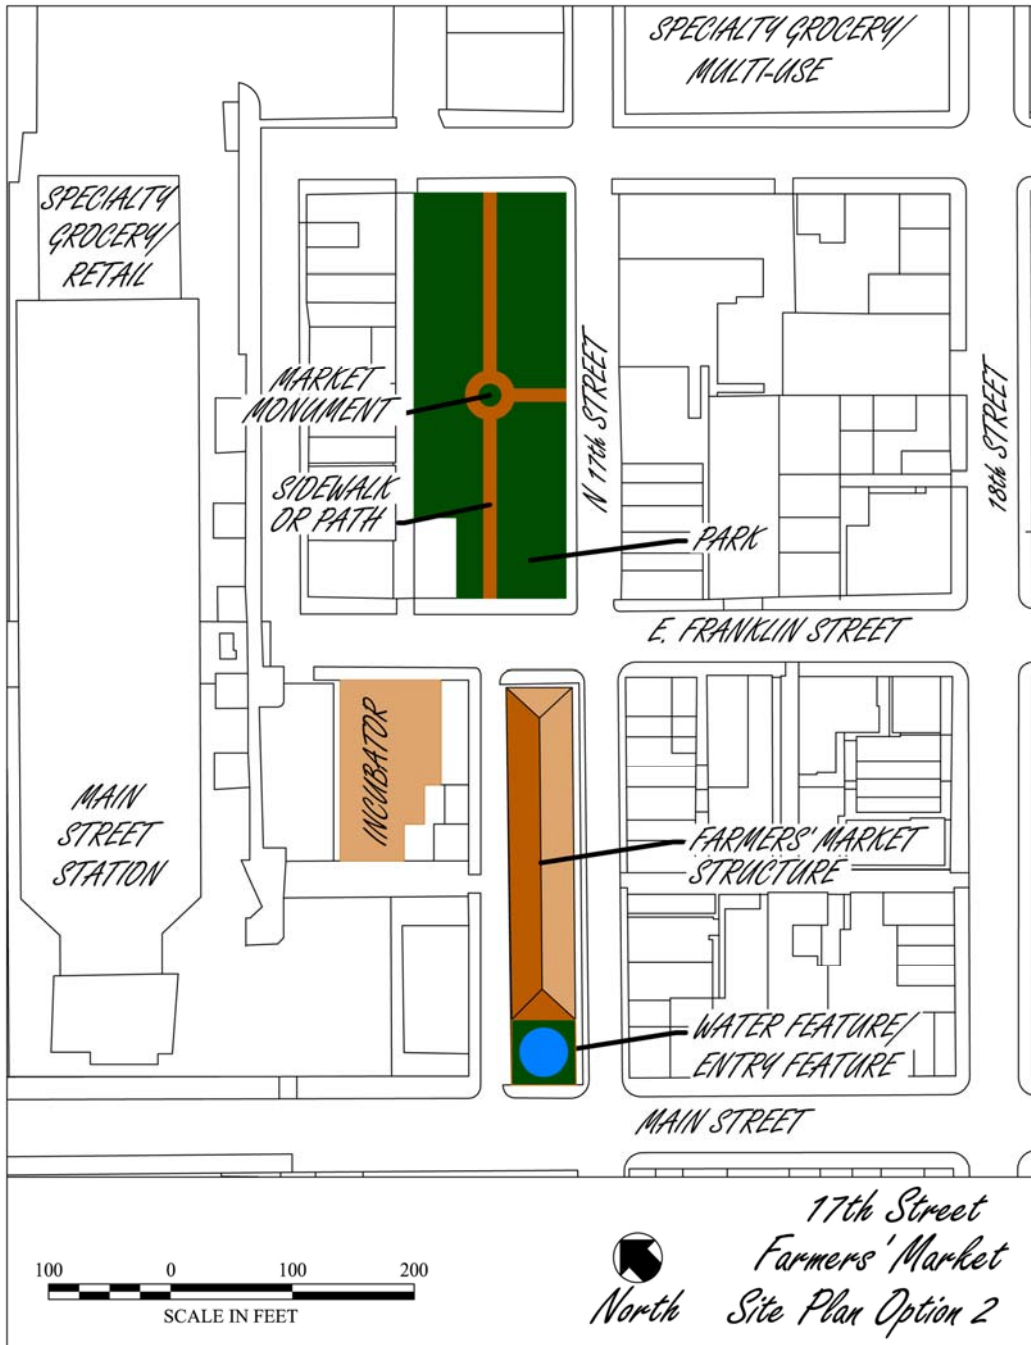 SPECIALTY GROCERY/
MULTI-USE
SPECIALTY
GROCERY/
RETAIL
MARKET
MONUMENT
N 17th STREET
18th STREET
SIDEWALK
OR PATH
PARK
E. FRANKLIN STREET
INCUBATOR
MAIN
STREET
STATION
FARMERS' MARKET
STRUCTURE
WATER FEATURE/
ENTRY FEATURE
MAIN STREET
100 0 100 200
SCALE IN FEET
North
17th Street
Farmers' Market
Site Plan Option 2